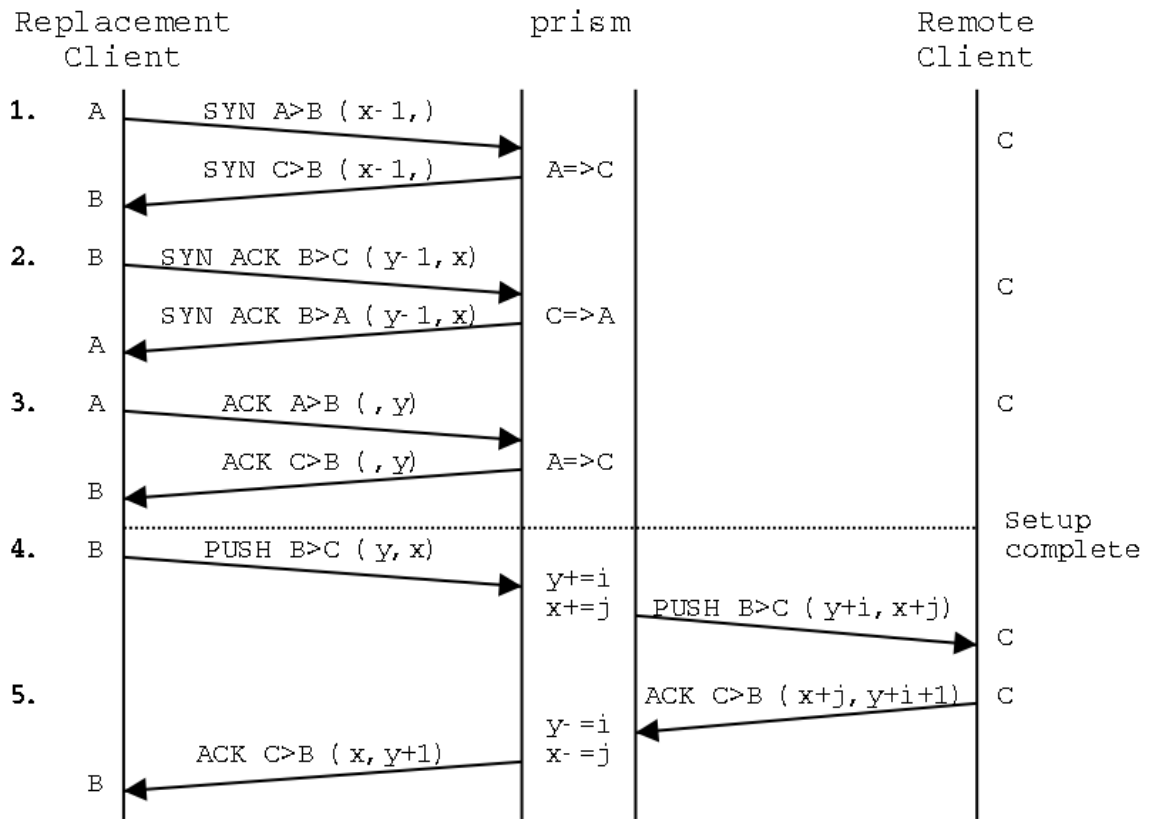 Replacement Client
prism
Remote Client
1.
A
SYN A>B (x-1,)
C
SYN C>B (x-1,)
A=>C
B
2.
B
SYN ACK B>C (y-1,x)
C
SYN ACK B>A (y-1,x)
C=>A
A
3.
A
ACK A>B (,y)
C
ACK C>B (,y)
A=>C
B
Setup
complete
4.
B
PUSH B>C (y,x)
y+=i
x+=j
PUSH B>C (y+i,x+j)
C
5.
ACK C>B (x+j,y+i+1)
C
y-=i
x-=j
ACK C>B (x,y+1)
B